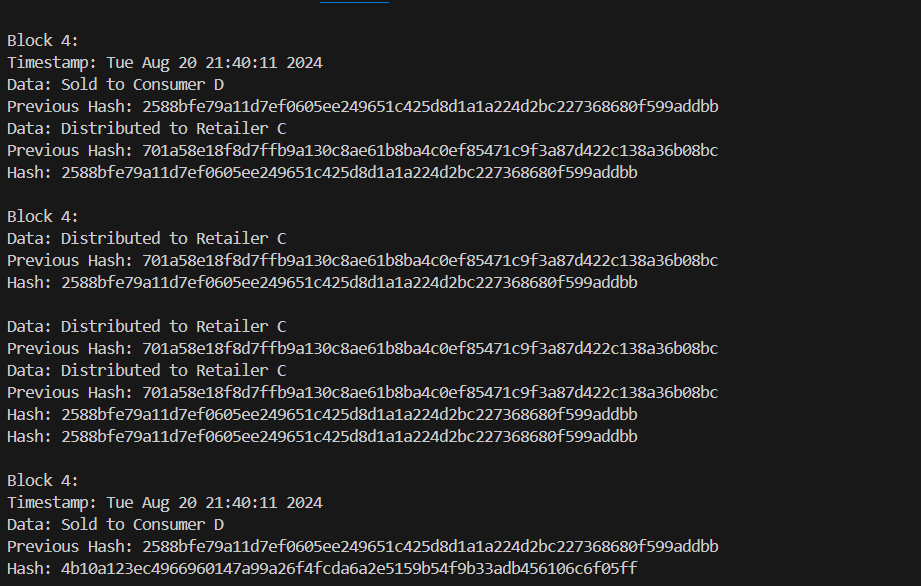 Block 4:
Timestamp: Tue Aug 20 21:40:11 2024
Data: Sold to Consumer D
Previous Hash: 2588bfe79a11d7ef0605ee249651c425d8d1a1a224d2bc227368680f599addbb
Data: Distributed to Retailer C
Previous Hash: 701a58e18f8d7ffb9a130c8ae61b8ba4c0ef85471c9f3a87d422c138a36b08bc
Hash: 2588bfe79a11d7ef0605ee249651c425d8d1a1a224d2bc227368680f599addbb
Block 4:
Data: Distributed to Retailer C
Previous Hash: 701a58e18f8d7ffb9a130c8ae61b8ba4c0ef85471c9f3a87d422c138a36b08bc
Hash: 2588bfe79a11d7ef0605ee249651c425d8d1a1a224d2bc227368680f599addbb
Data: Distributed to Retailer C
Previous Hash: 701a58e18f8d7ffb9a130c8ae61b8ba4c0ef85471c9f3a87d422c138a36b08bc
Data: Distributed to Retailer C
Previous Hash: 701a58e18f8d7ffb9a130c8ae61b8ba4c0ef85471c9f3a87d422c138a36b08bc
Hash: 2588bfe79a11d7ef0605ee249651c425d8d1a1a224d2bc227368680f599addbb
Hash: 2588bfe79a11d7ef0605ee249651c425d8d1a1a224d2bc227368680f599addbb
Block 4:
Timestamp: Tue Aug 20 21:40:11 2024
Data: Sold to Consumer D
Previous Hash: 2588bfe79a11d7ef0605ee249651c425d8d1a1a224d2bc227368680f599addbb
Hash: 4b10a123ec4966960147a99a26f4fcda6a2e5159b54f9b33adb456106c6f05ff